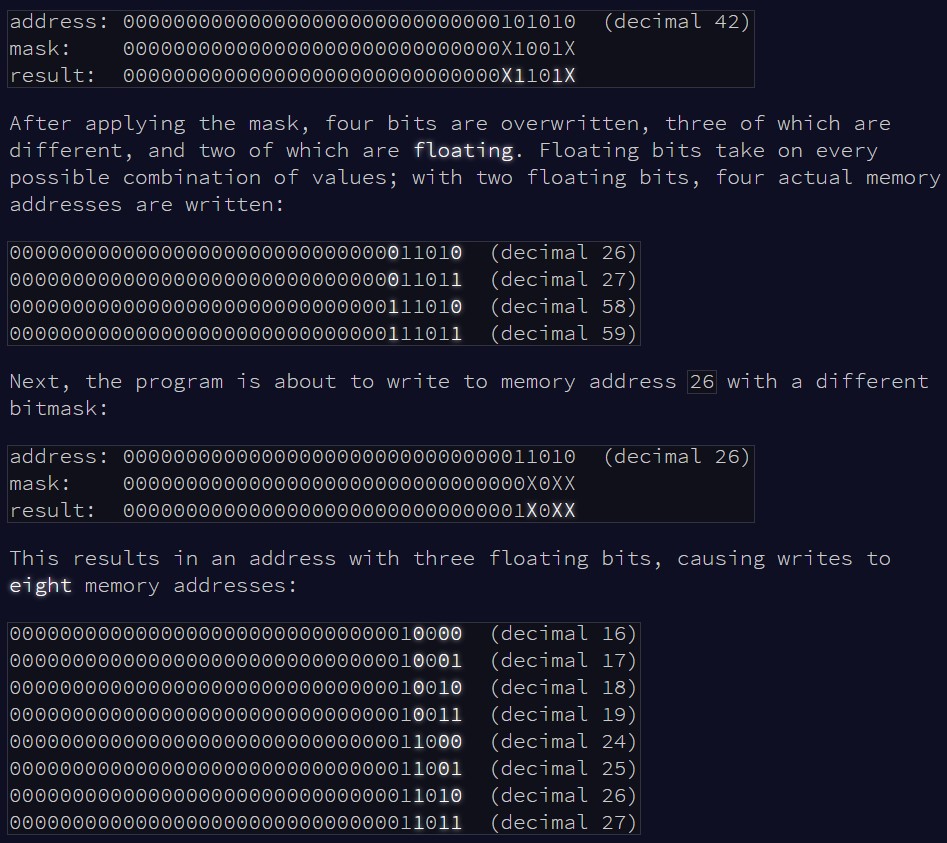 address: 000000000000000000000000000000101010 (decimal 42)
mask: 000000000000000000000000000000X1001X
result: 000000000000000000000000000000X1101X
After applying the mask, four bits are overwritten, three of which are
different, and two of which are floating. Floating bits take on every
possible combination of values; with two floating bits, four actual memory
addresses are written:
000000000000000000000000000000011010 (decimal 26)
000000000000000000000000000000011011 (decimal 27)
000000000000000000000000000000111010 (decimal 58)
000000000000000000000000000000111011 (decimal 59)
Next, the program is about to write to memory address 26 with a different
bitmask:
address: 000000000000000000000000000000011010 (decimal 26)
mask: 00000000000000000000000000000000X0XX
result: 00000000000000000000000000000001X0XX
This results in an address with three floating bits, causing writes to
eight memory addresses:
000000000000000000000000000000010000 (decimal 16)
000000000000000000000000000000010001 (decimal 17)
000000000000000000000000000000010010 (decimal 18)
000000000000000000000000000000010011 (decimal 19)
000000000000000000000000000000011000 (decimal 24)
000000000000000000000000000000011001 (decimal 25)
000000000000000000000000000000011010 (decimal 26)
000000000000000000000000000000011011 (decimal 27)